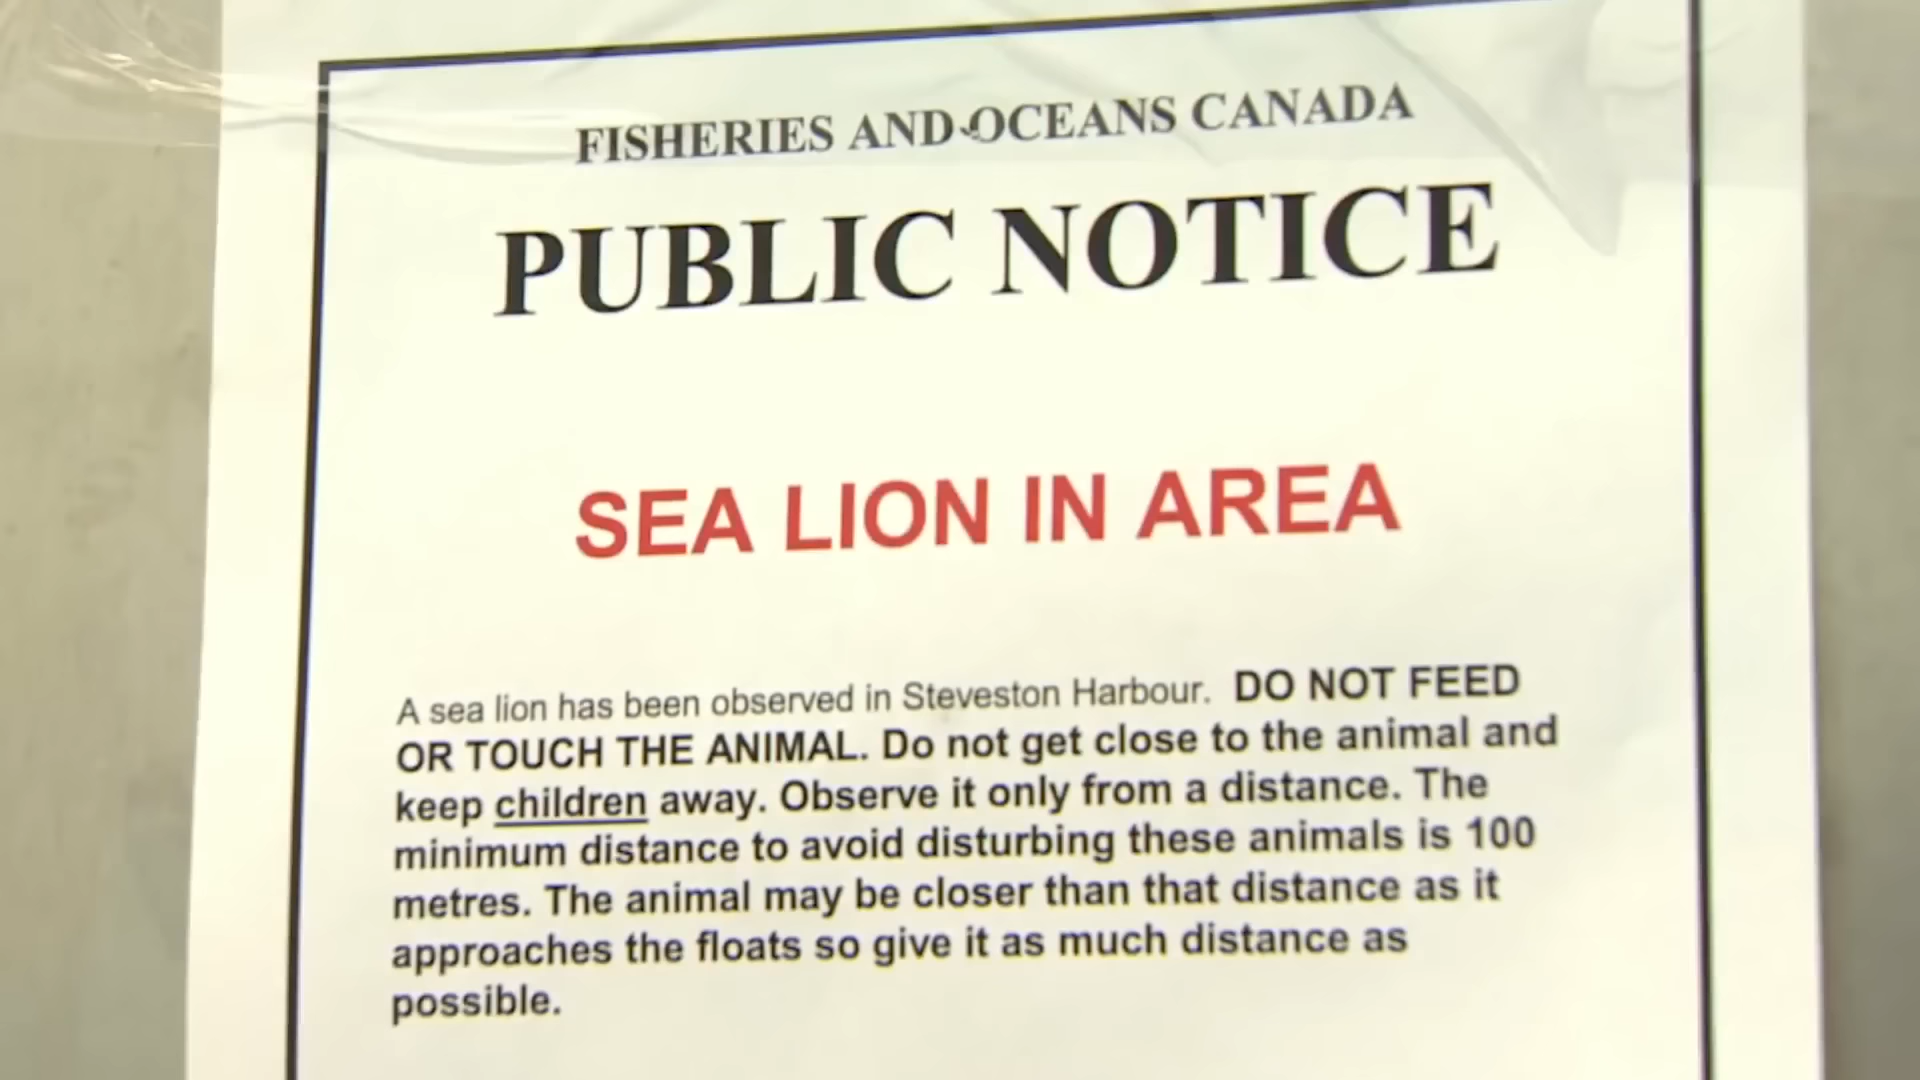 FISHERIES AND OCEANS CANADA
PUBLIC NOTICE
SEA LION IN AREA
A sea lion has been observed in Steveston Harbour. DO NOT FEED
OR TOUCH THE ANIMAL. Do not get close to the animal and
keep children away. Observe it only from a distance. The
minimum distance to avoid disturbing these animals is 100
metres. The animal may be closer than that distance as it
approaches the floats so give it as much distance as
possible.